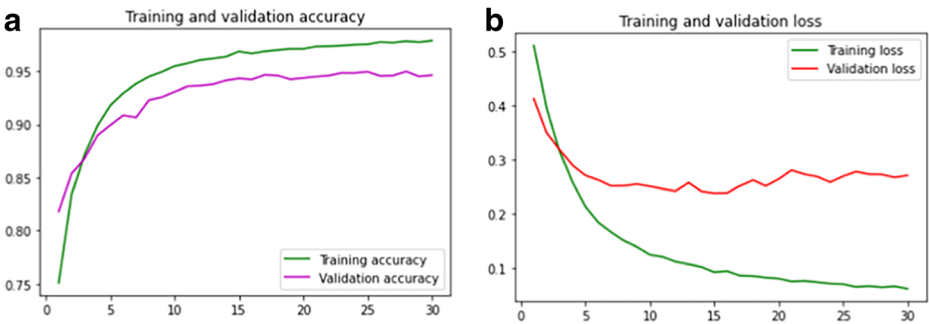 a
Training and validation accuracy
0.95
0.90
0.85
0.80
0.75
Training accuracy
Validation accuracy
0 5 10 15 20 25 30
b
Training and validation loss
0.5
0.4
0.3
0.2
0.1
Training loss
Validation loss
0 5 10 15 20 25 30